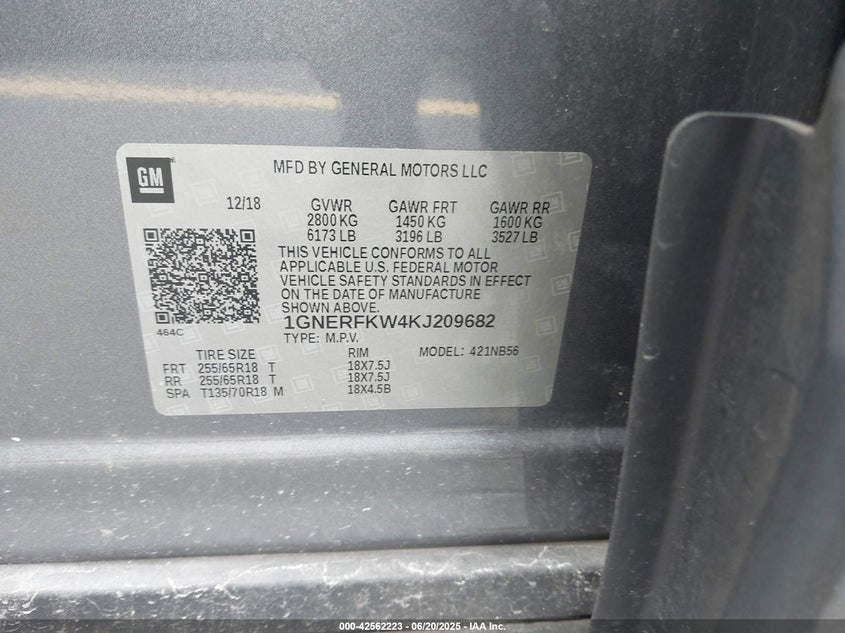 GM
MFD BY GENERAL MOTORS LLC
12/18 GVWR GAWR FRT GAWR RR
2800 KG 1450 KG 1600 KG
6173 LB 3196 LB 3527 LB
THIS VEHICLE CONFORMS TO ALL
APPLICABLE U.S. FEDERAL MOTOR
VEHICLE SAFETY STANDARDS IN EFFECT
ON THE DATE OF MANUFACTURE
SHOWN ABOVE.
464C
1GNERFKW4KJ209682
TYPE: M.P.V.
TIRE SIZE RIM MODEL: 421NB56
FRT 255/65R18 T 18X7.5J
RR 255/65R18 T 18X7.5J
SPA T135/70R18 M 18X4.5B
000-42562223 - 06/20/2025 - IAA Inc.